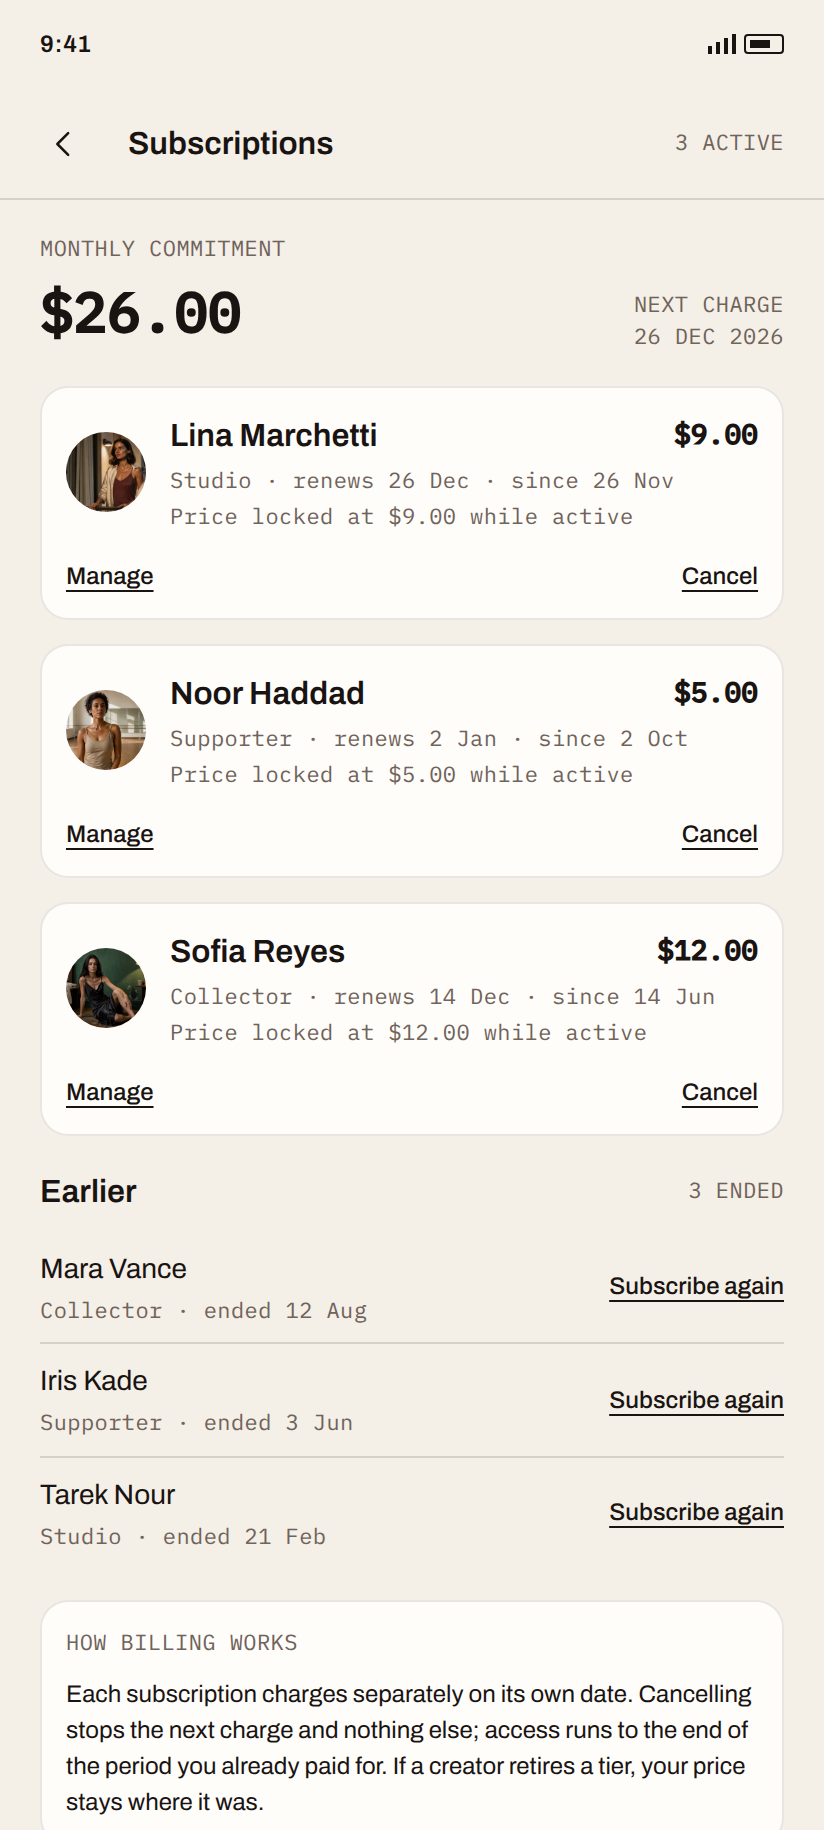 9:41
Subscriptions
3 ACTIVE
MONTHLY COMMITMENT
$26.00
NEXT CHARGE
26 DEC 2026
Lina Marchetti
$9.00
Studio · renews 26 Dec · since 26 Nov
Price locked at $9.00 while active
Manage
Cancel
Noor Haddad
$5.00
Supporter · renews 2 Jan · since 2 Oct
Price locked at $5.00 while active
Manage
Cancel
Sofia Reyes
$12.00
Collector · renews 14 Dec · since 14 Jun
Price locked at $12.00 while active
Manage
Cancel
Earlier
3 ENDED
Mara Vance
Collector · ended 12 Aug
Subscribe again
Iris Kade
Supporter · ended 3 Jun
Subscribe again
Tarek Nour
Studio · ended 21 Feb
Subscribe again
HOW BILLING WORKS
Each subscription charges separately on its own date. Cancelling
stops the next charge and nothing else; access runs to the end of
the period you already paid for. If a creator retires a tier, your price
stays where it was.